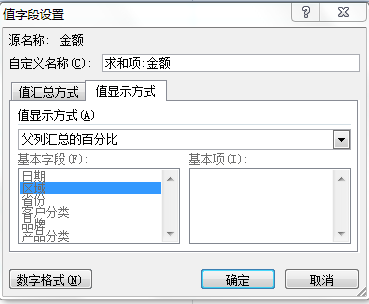 值字段设置
源名称: 金额
自定义名称(C): 求和项:金额
值汇总方式 值显示方式
值显示方式(A)
父列汇总的百分比
基本字段(F): 基本项(I):
日期
区域
省份
客户分类
品牌
产品分类
数字格式(N) 确定 取消